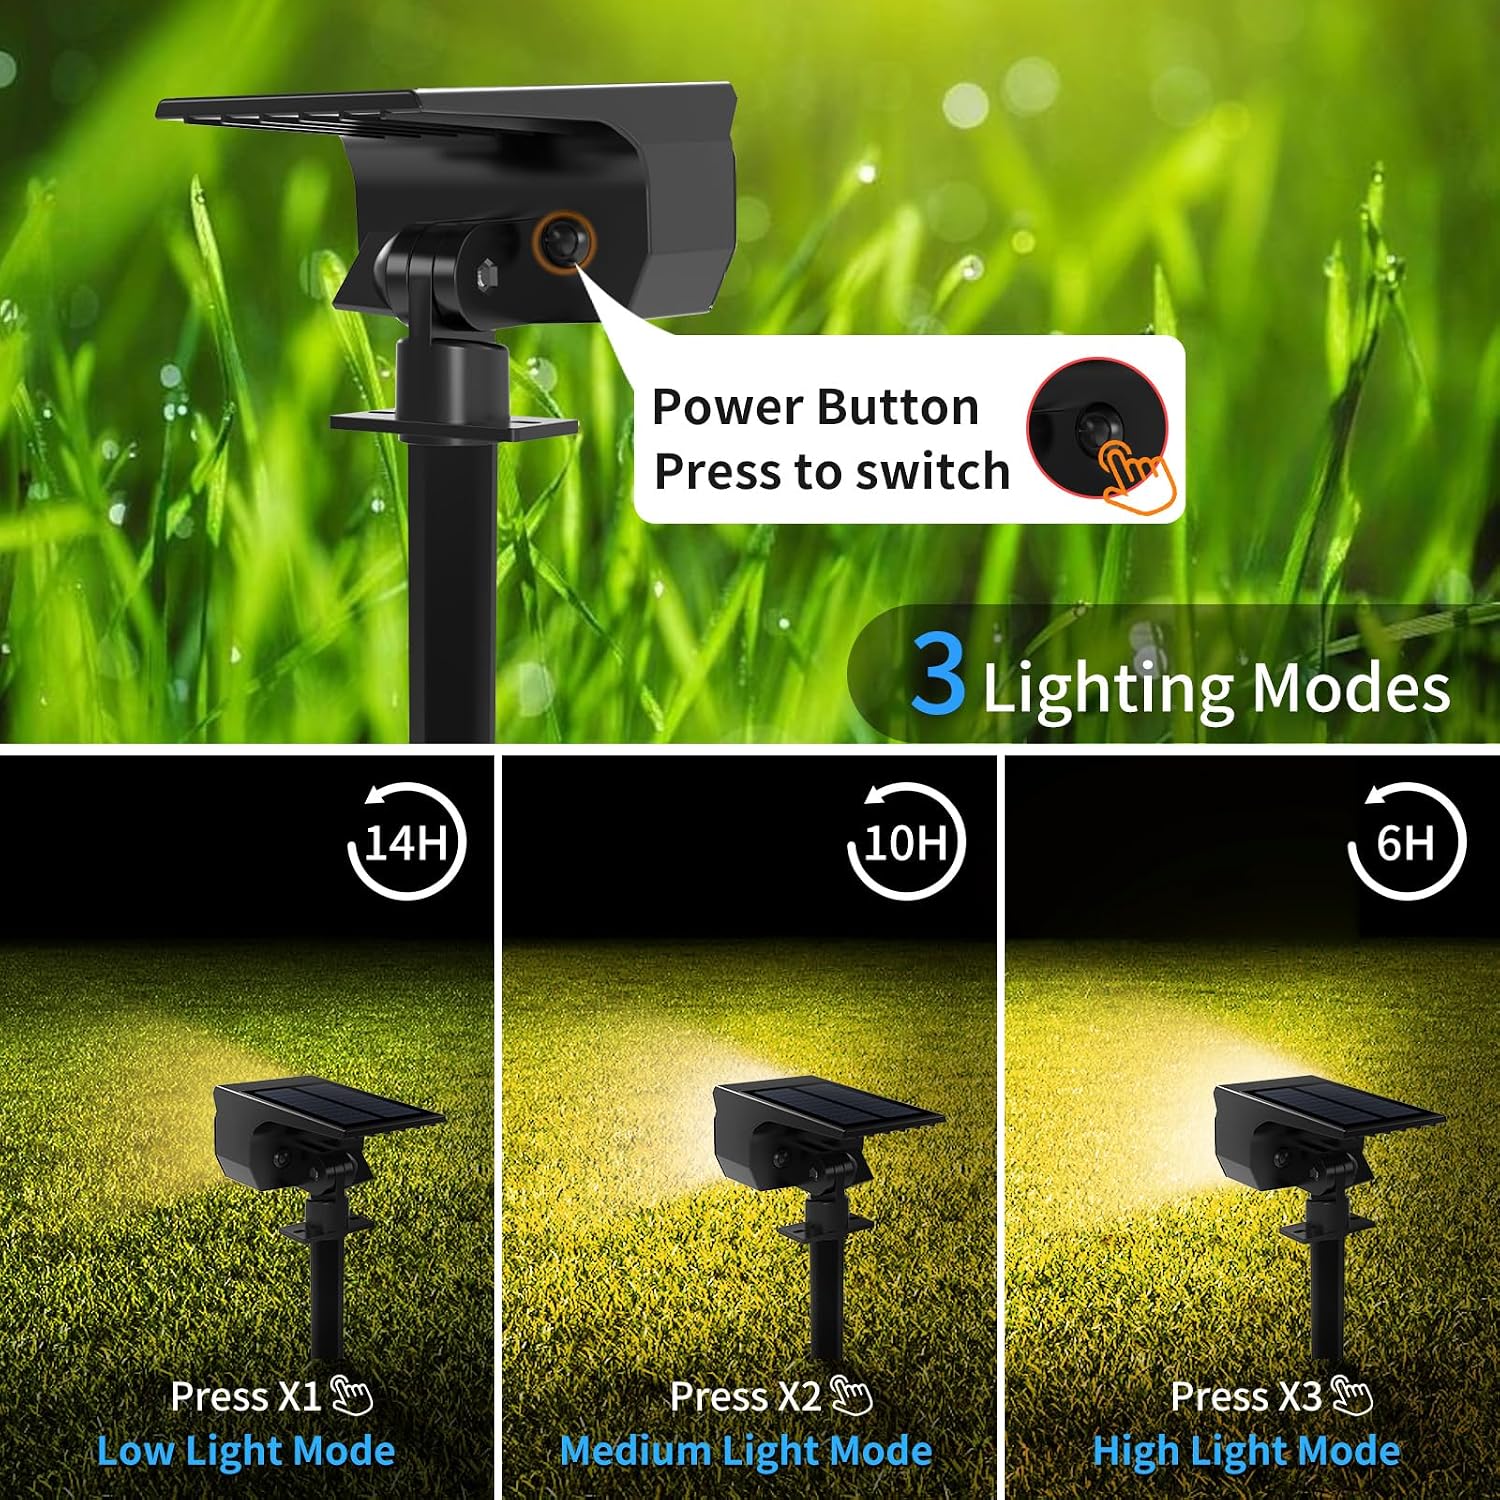 Power Button
Press to switch
3 Lighting Modes
14H
10H
6H
Press X1
Low Light Mode
Press X2
Medium Light Mode
Press X3
High Light Mode